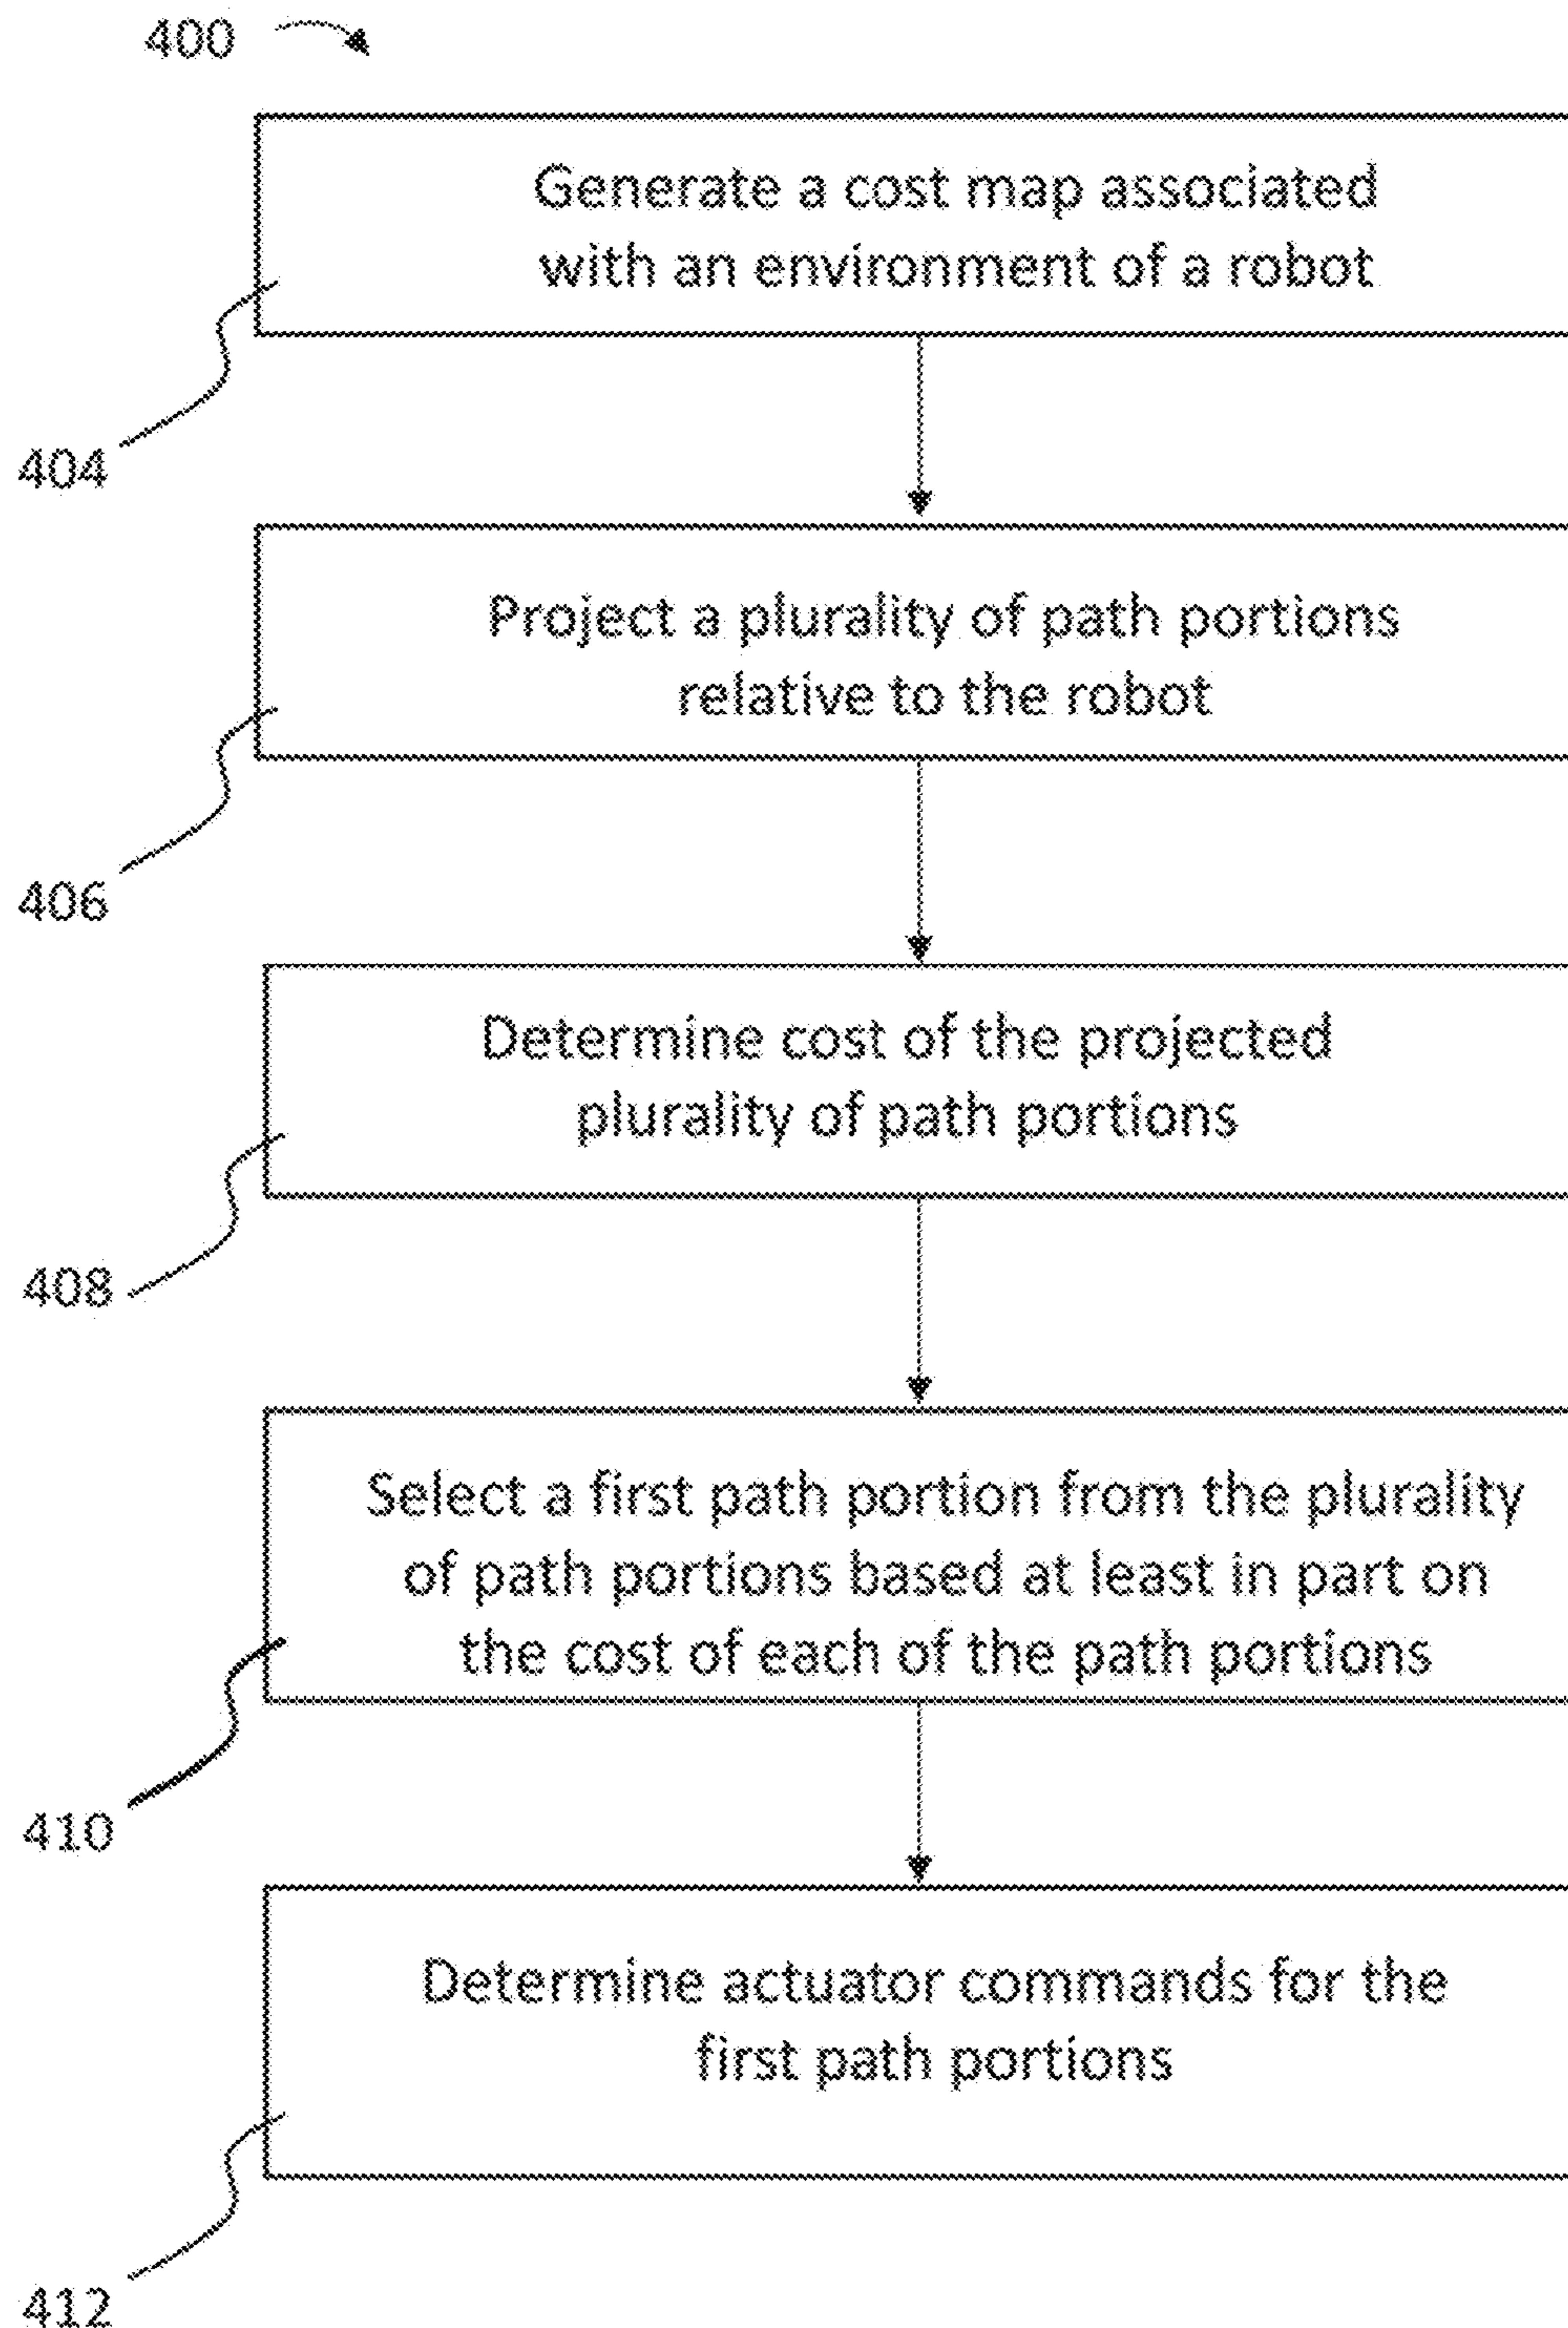 400
Generate a cost map associated
with an environment of a robot
404
Project a plurality of path portions
relative to the robot
406
Determine cost of the projected
plurality of path portions
408
Select a first path portion from the plurality
of path portions based at least in part on
the cost of each of the path portions
410
Determine actuator commands for the
first path portions
412